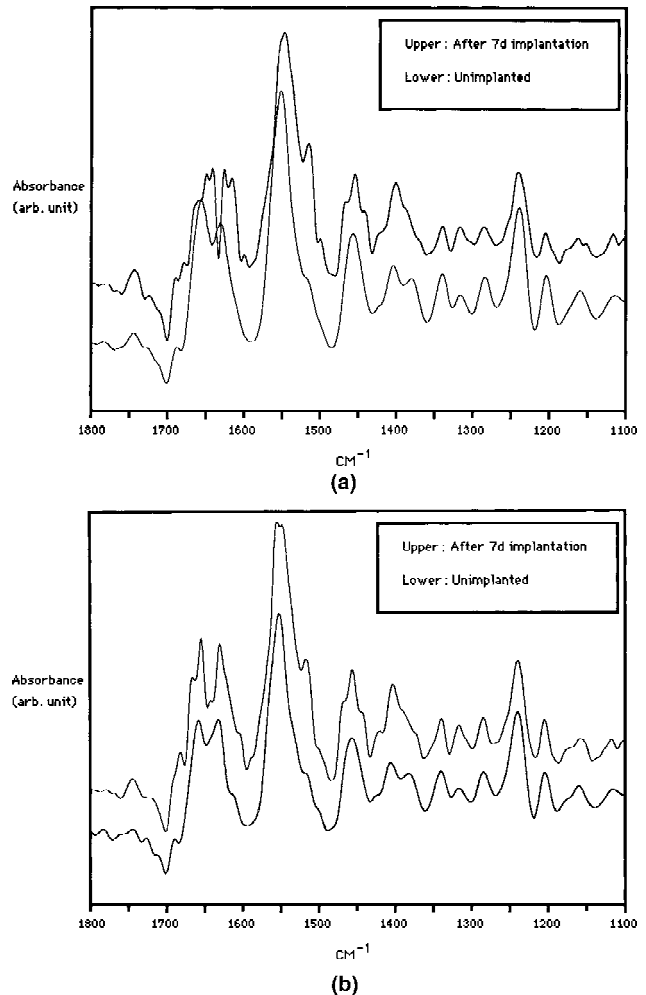 Upper : After 7d implantation
Lower : Unimplanted
Absorbance
(arb. unit)
1800 1700 1600 1500 1400 1300 1200 1100
CM-1
(a)
Upper : After 7d implantation
Lower : Unimplanted
Absorbance
(arb. unit)
1800 1700 1600 1500 1400 1300 1200 1100
CM-1
(b)